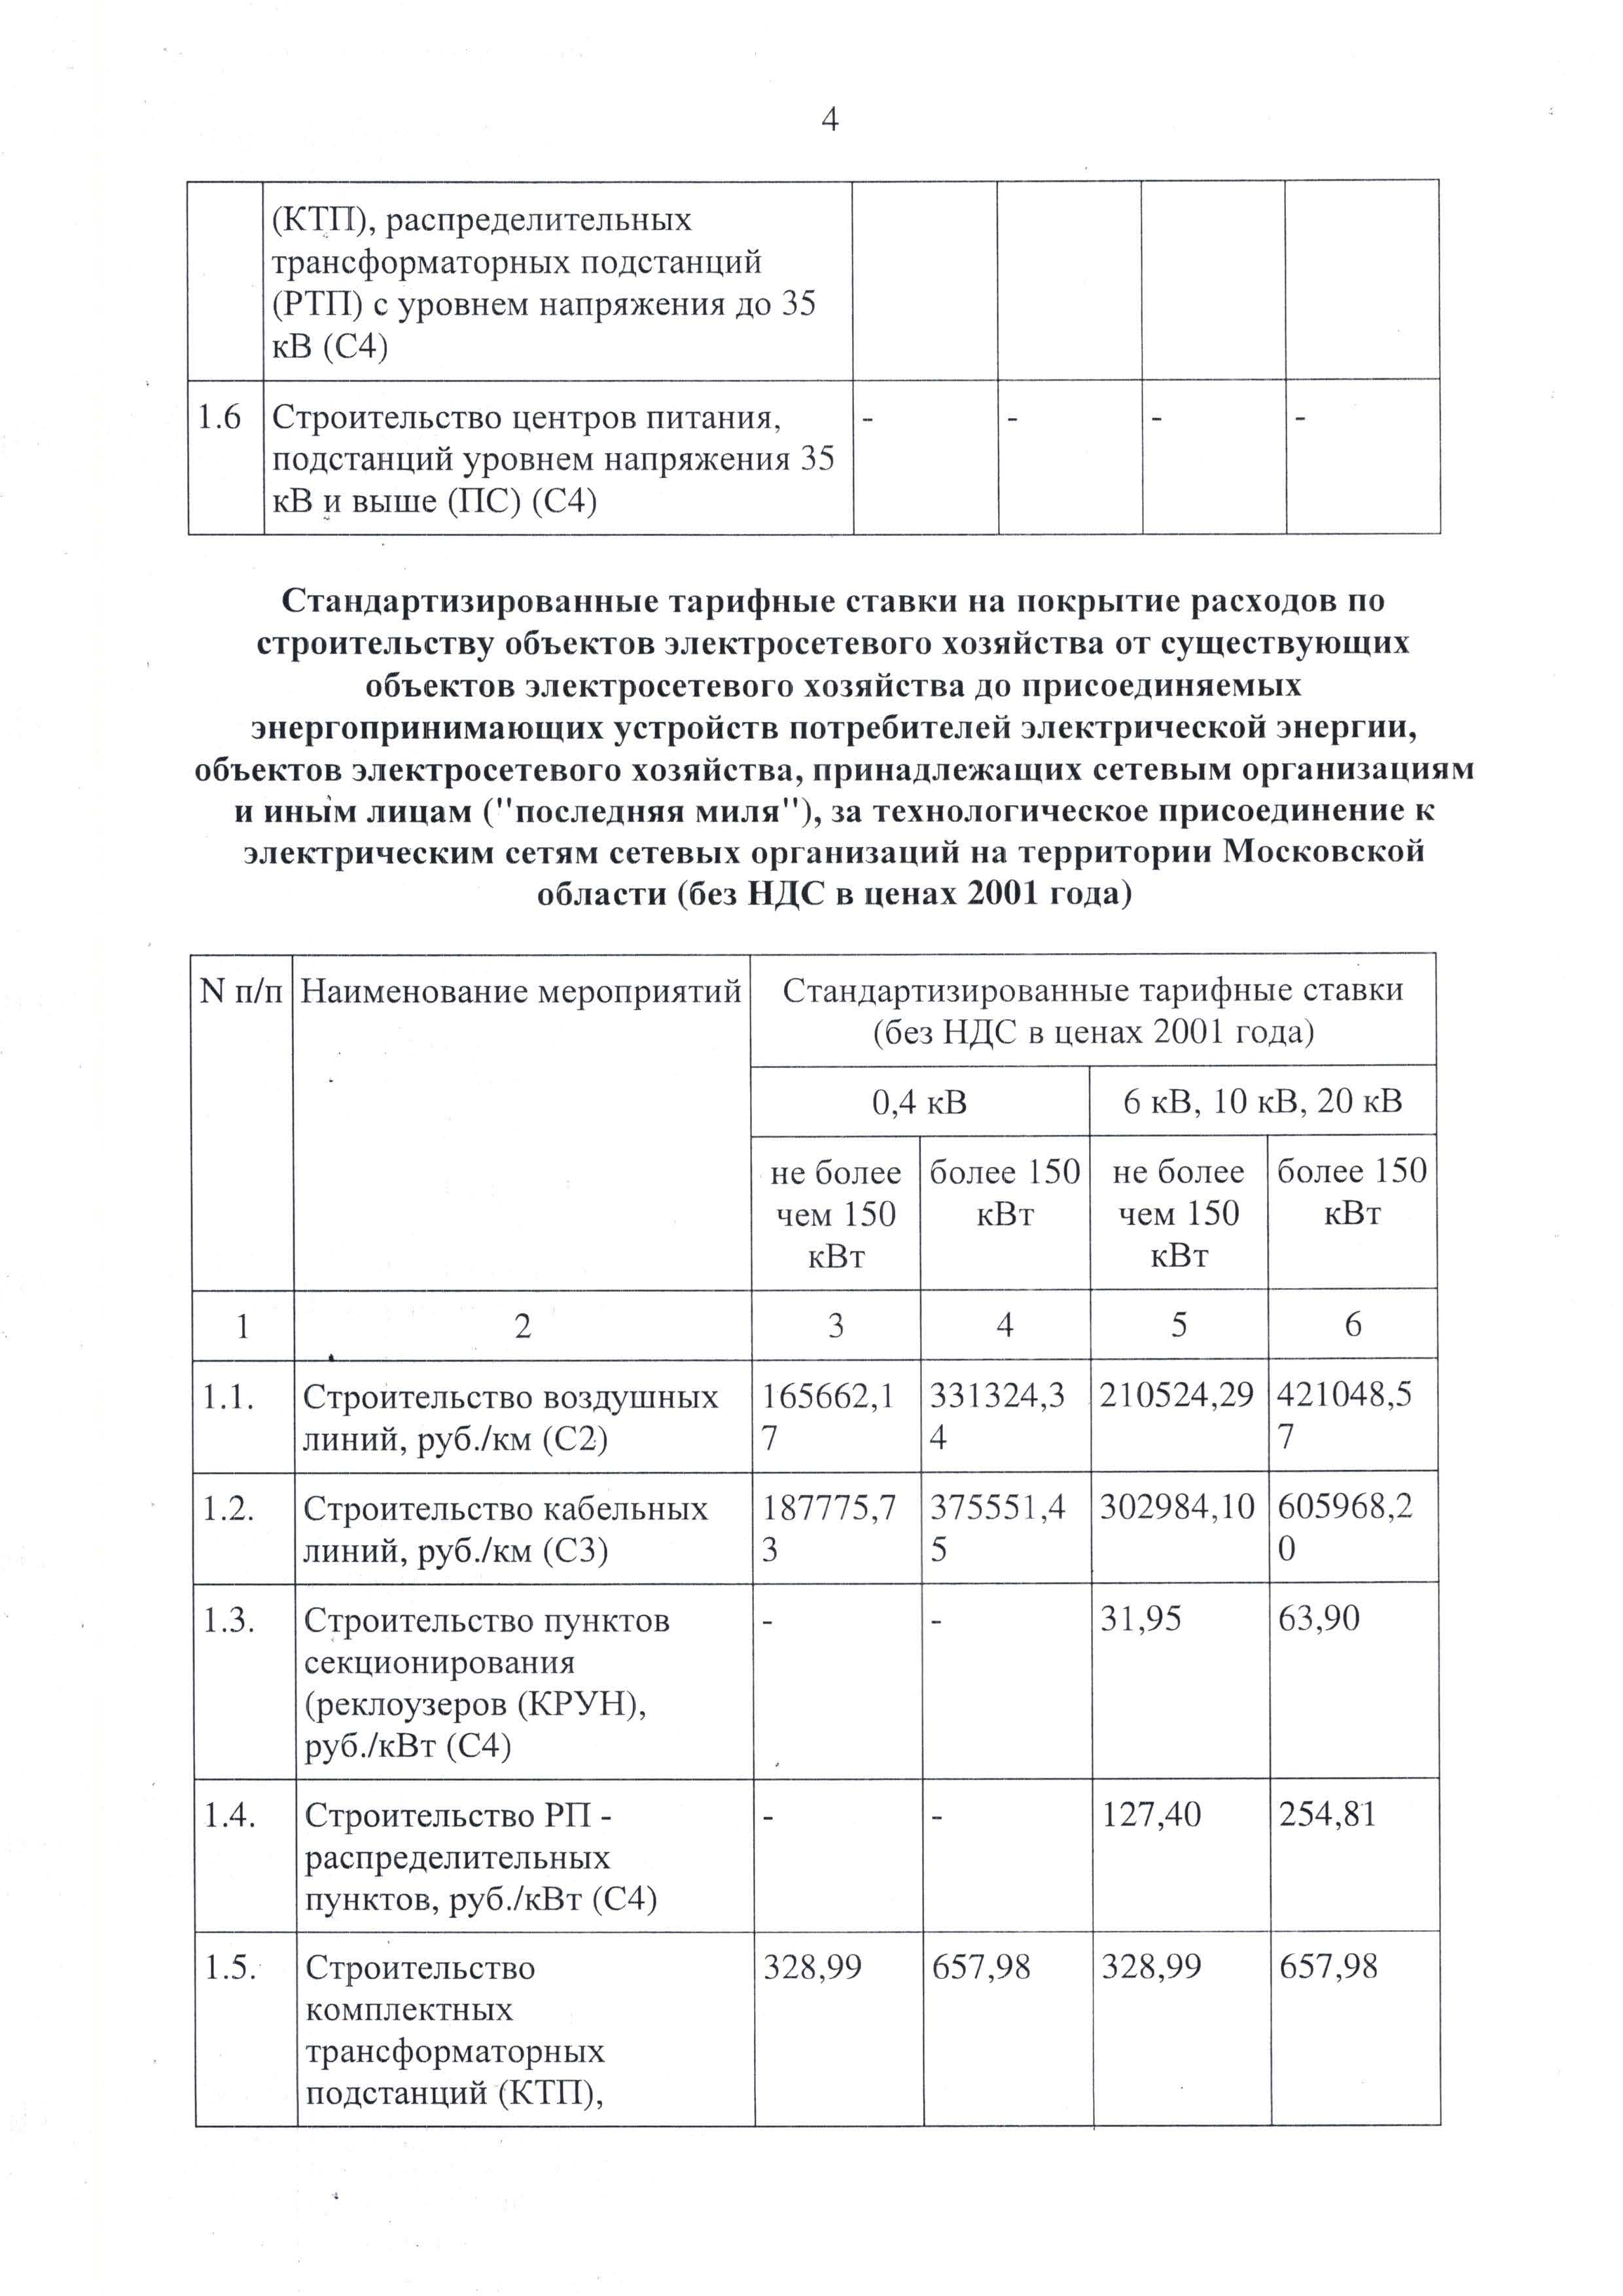 4
(КТП), распределительных
трансформаторных подстанций
(РТП) с уровнем напряжения до 35
кВ (С4)
1.6 Строительство центров питания, - - - -
подстанций уровнем напряжения 35
кВ и выше (ПС) (С4)
Стандартизированные тарифные ставки на покрытие расходов по
строительству объектов электросетевого хозяйства от существующих
объектов электросетевого хозяйства до присоединяемых
энергопринимающих устройств потребителей электрической энергии,
объектов электросетевого хозяйства, принадлежащих сетевым организациям
и иным лицам ("последняя миля"), за технологическое присоединение к
электрическим сетям сетевых организаций на территории Московской
области (без НДС в ценах 2001 года)
N п/п Наименование мероприятий Стандартизированные тарифные ставки
(без НДС в ценах 2001 года)
0,4 кВ 6 кВ, 10 кВ, 20 кВ
не более более 150 не более более 150
чем 150 кВт чем 150 кВт
кВт кВт
1 2 3 4 5 6
1.1. Строительство воздушных 165662,1 331324,3 210524,29 421048,5
линий, руб./км (С2) 7 4 7
1.2. Строительство кабельных 187775,7 375551,4 302984,10 605968,2
линий, руб./км (С3) 3 5 0
1.3. Строительство пунктов - - 31,95 63,90
секционирования
(реклоузеров (КРУН),
руб./кВт (С4)
1.4. Строительство РП - - - 127,40 254,81
распределительных
пунктов, руб./кВт (С4)
1.5. Строительство 328,99 657,98 328,99 657,98
комплектных
трансформаторных
подстанций (КТП),